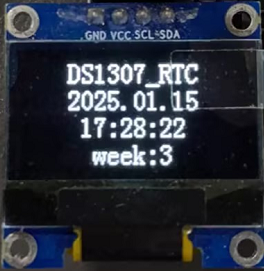 GND VCC SCL SDA
DS1307_RTC
2025.01.15
17:28:22
week:3